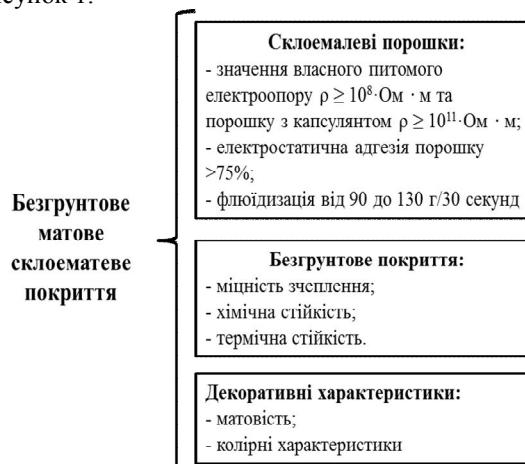 сунок 1.
Безгрунтове
матове
склоематеве
покриття
Склоемалеві порошки:
- значення власного питомого
електроопору ρ ≥ 10⁸·Ом · м та
порошку з капсулянтом ρ ≥ 10¹¹·Ом · м;
- електростатична адгезія порошку
>75%;
- флюїдизація від 90 до 130 г/30 секунд
Безгрунтове покриття:
- міцність зчеплення;
- хімічна стійкість;
- термічна стійкість.
Декоративні характеристики:
- матовість;
- колірні характеристики